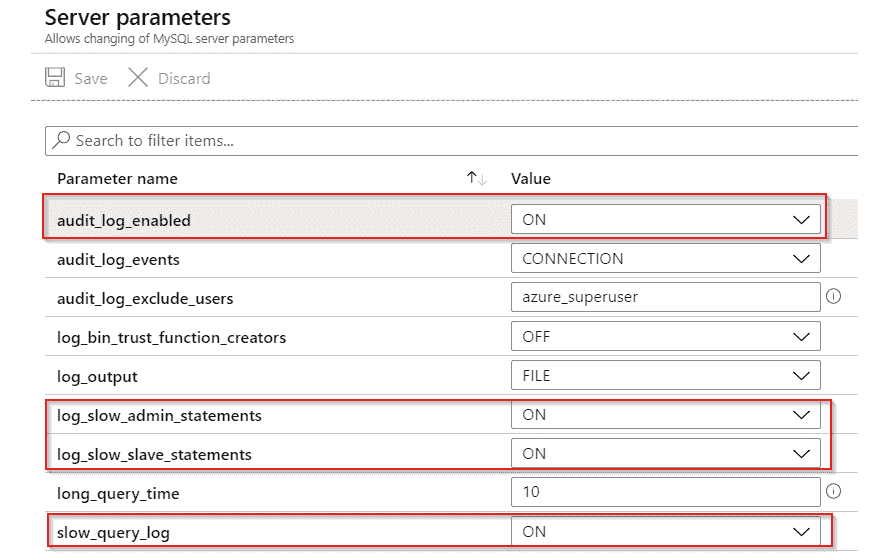 Server parameters
Allows changing of MySQL server parameters
Save Discard
Search to filter items...
Parameter name Value
audit_log_enabled ON
audit_log_events CONNECTION
audit_log_exclude_users azure_superuser
log_bin_trust_function_creators OFF
log_output FILE
log_slow_admin_statements ON
log_slow_slave_statements ON
long_query_time 10
slow_query_log ON